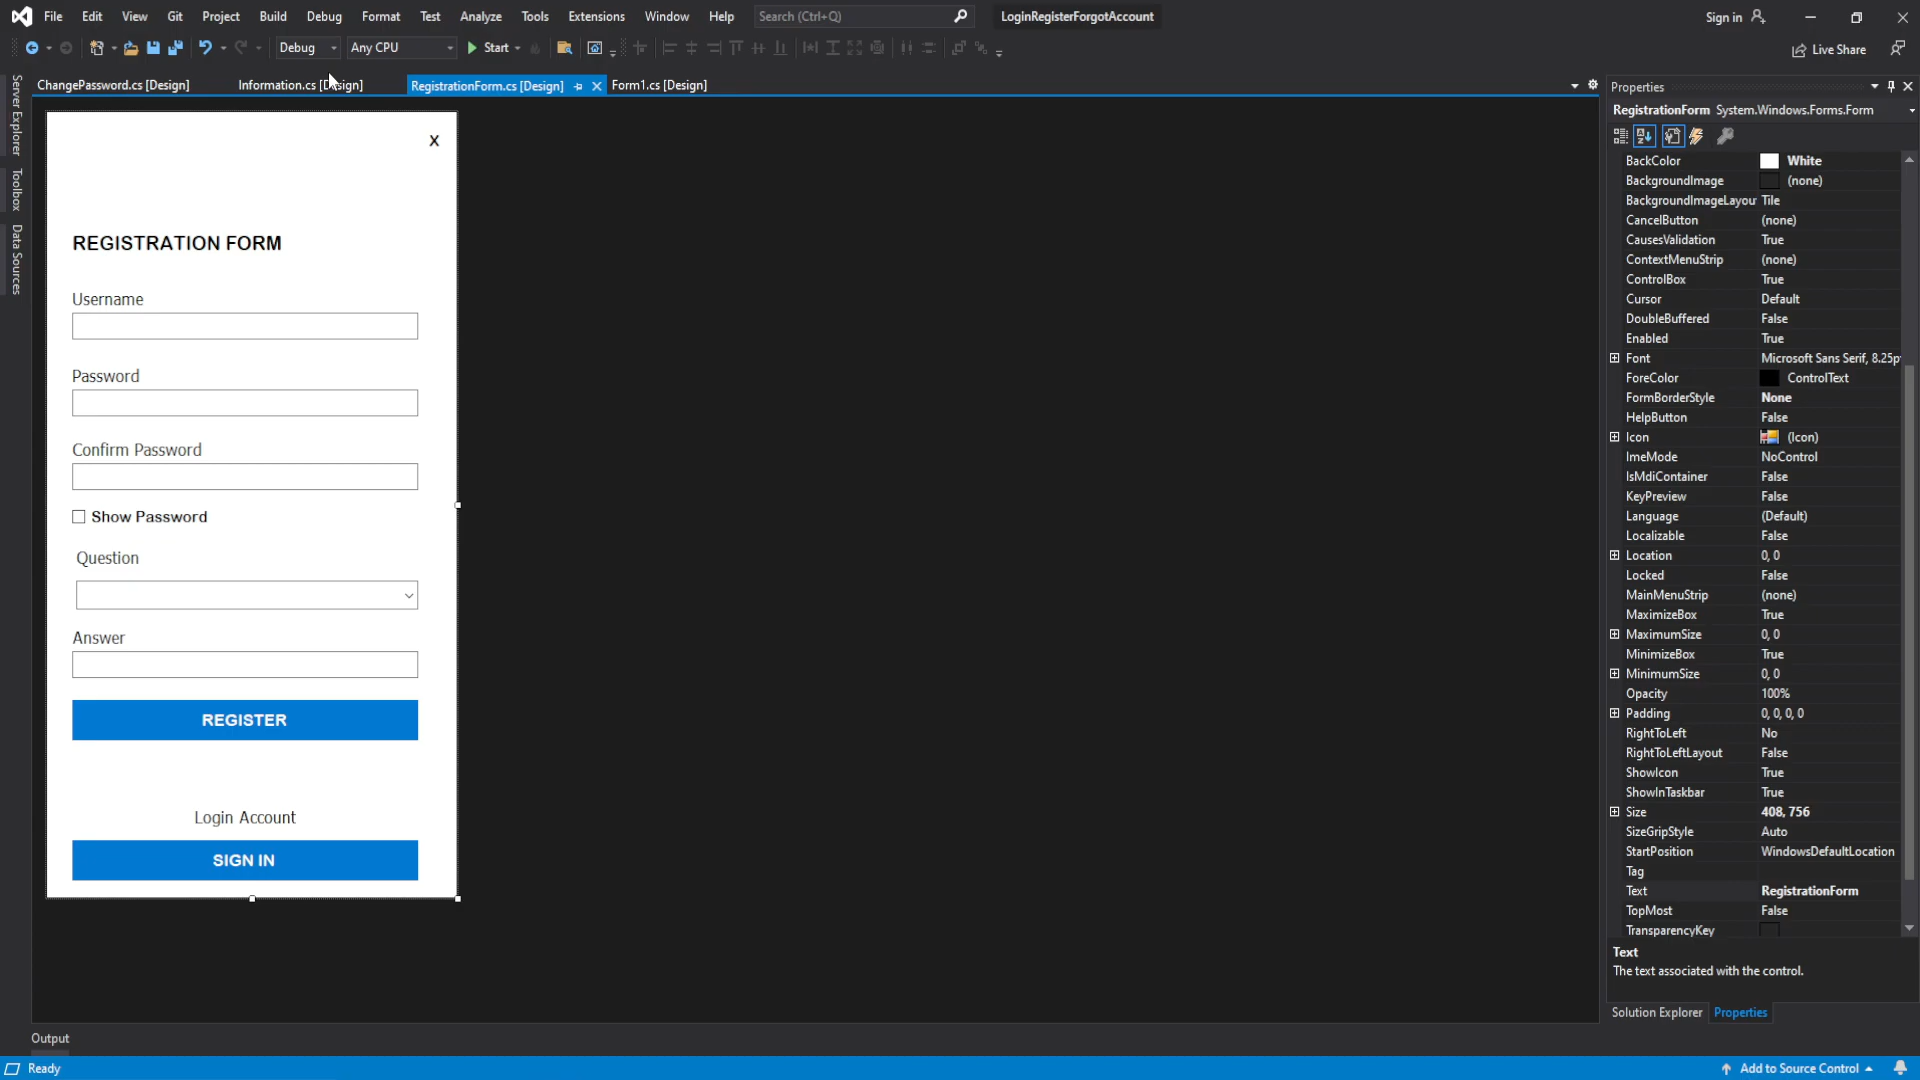 File Edit View Git Project Build Debug Format Test Analyze Tools Extensions Window Help Search (Ctrl+Q) LoginRegisterForgotAccount Sign in
Debug Any CPU Start Live Share
ChangePassword.cs [Design] Information.cs [Design] RegistrationForm.cs [Design] Form1.cs [Design]
Server Explorer
Toolbox
Data Sources
X
REGISTRATION FORM
Username
Password
Confirm Password
Show Password
Question
Answer
REGISTER
Login Account
SIGN IN
Properties
RegistrationForm System.Windows.Forms.Form
BackColor White
BackgroundImage (none)
BackgroundImageLayou Tile
CancelButton (none)
CausesValidation True
ContextMenuStrip (none)
ControlBox True
Cursor Default
DoubleBuffered False
Enabled True
Font Microsoft Sans Serif, 8.25p
ForeColor ControlText
FormBorderStyle None
HelpButton False
Icon (Icon)
ImeMode NoControl
IsMdiContainer False
KeyPreview False
Language (Default)
Localizable False
Location 0, 0
Locked False
MainMenuStrip (none)
MaximizeBox True
MaximumSize 0, 0
MinimizeBox True
MinimumSize 0, 0
Opacity 100%
Padding 0, 0, 0, 0
RightToLeft No
RightToLeftLayout False
ShowIcon True
ShowInTaskbar True
Size 408, 756
SizeGripStyle Auto
StartPosition WindowsDefaultLocation
Tag
Text RegistrationForm
TopMost False
TransparencyKey
Text
The text associated with the control.
Solution Explorer Properties
Output
Ready Add to Source Control